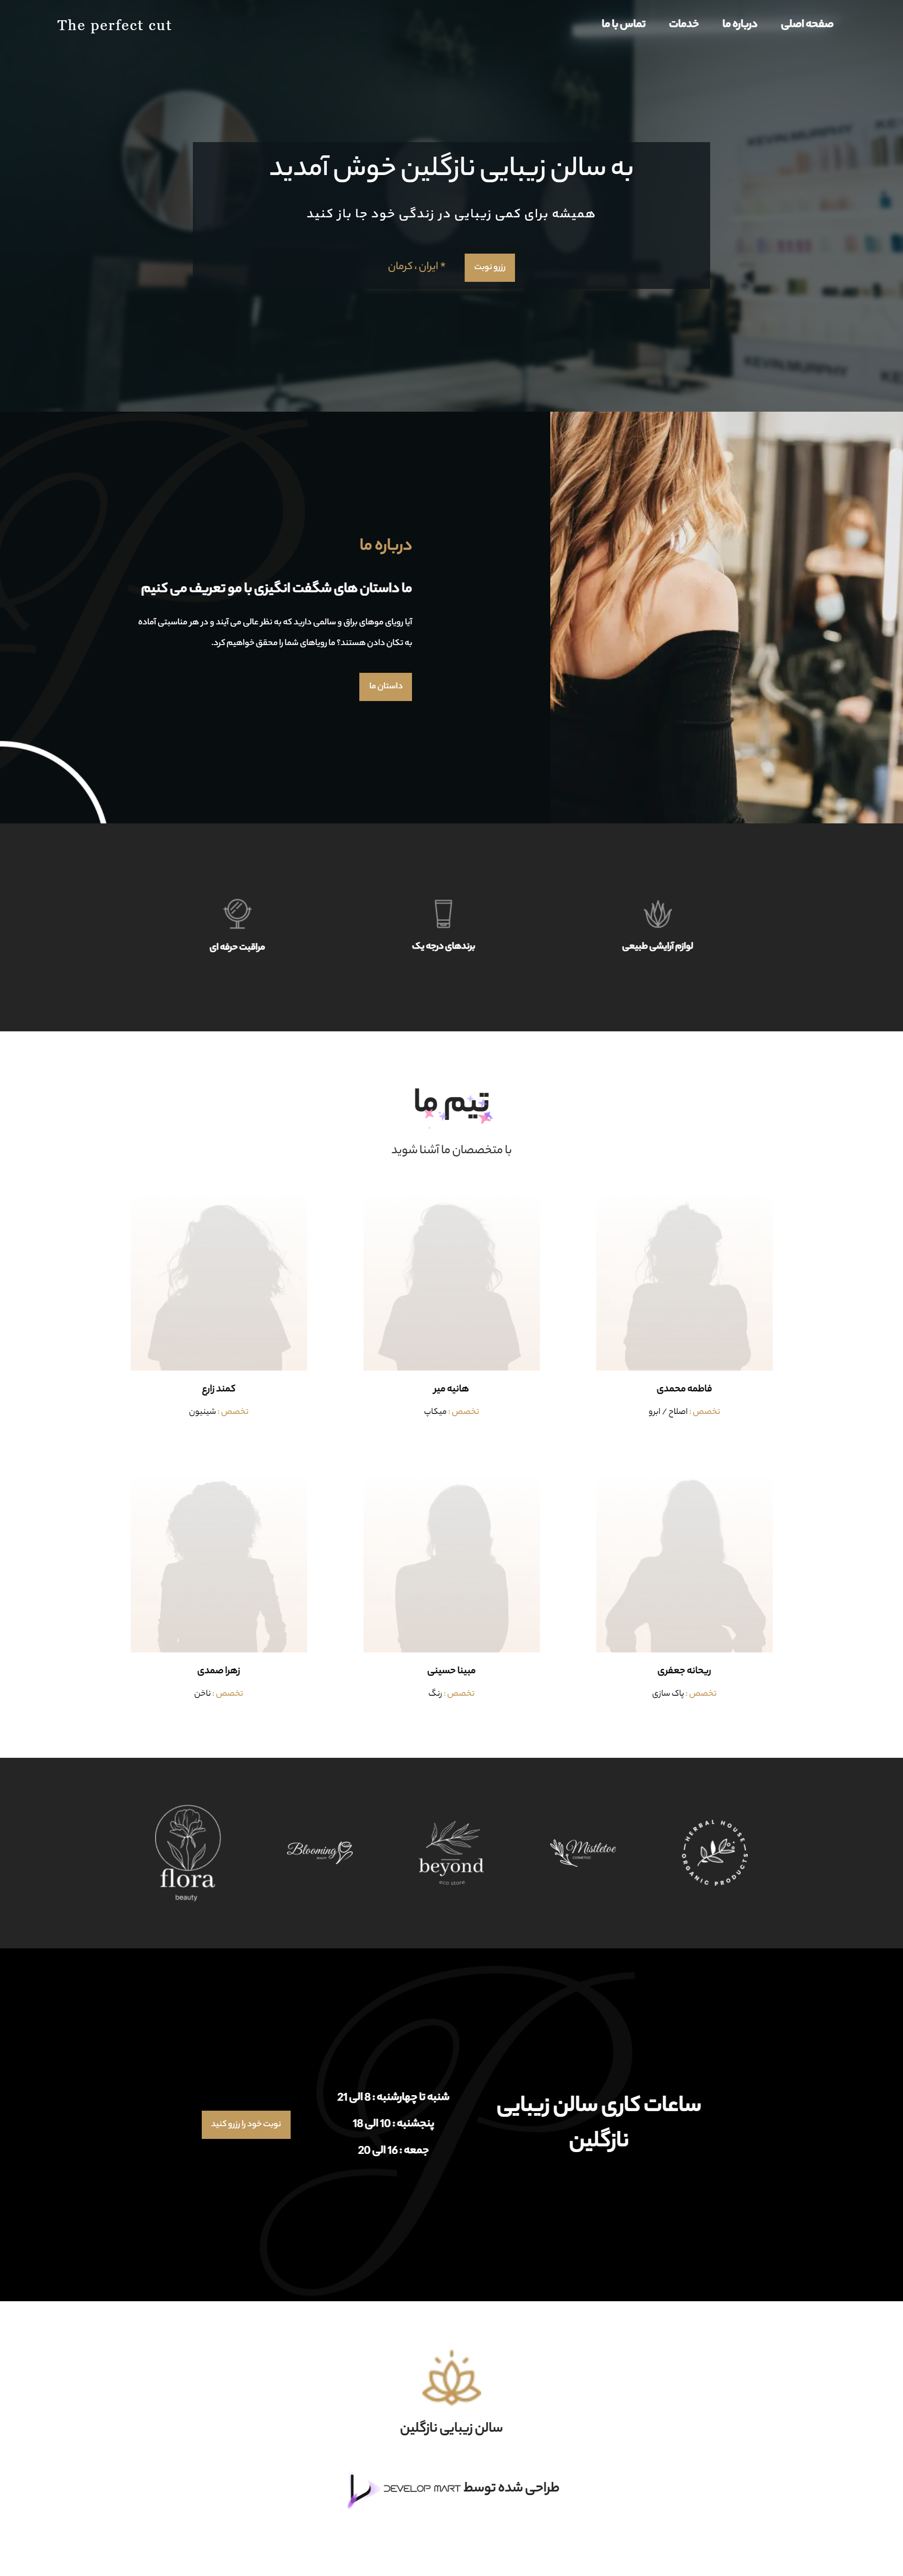 The perfect cut
صفحه اصلی
درباره ما
خدمات
تماس با ما
KEVIN.MURPHY
به سالن زیبایی نازگلین خوش آمدید
همیشه برای کمی زیبایی در زندگی خود جا باز کنید
رزرو نوبت
* ایران ، کرمان
KEVIN.MURPHY
درباره ما
ما داستان های شگفت انگیزی با مو تعریف می کنیم
آیا رویای موهای براق و سالمی دارید که به نظر عالی می آیند و در هر مناسبتی آماده
به تکان دادن هستند؟ ما رویاهای شما را محقق خواهیم کرد.
داستان ما
لوازم آرایشی طبیعی
برندهای درجه یک
مراقبت حرفه ای
تیم ما
با متخصصان ما آشنا شوید
فاطمه محمدی
تخصص : اصلاح / ابرو
هانیه میر
تخصص : میکاپ
کمند زارع
تخصص : شینیون
ریحانه جعفری
تخصص : پاک سازی
مبینا حسینی
تخصص : رنگ
زهرا صمدی
تخصص : ناخن
HERBAL HOUSE
ORGANIC PRODUCTS
Mistletoe
COSMETICS
beyond
eco store
Blooming
BEAUTY
flora
beauty
ساعات کاری سالن زیبایی
نازگلین
شنبه تا چهارشنبه : 8 الی 21
پنجشنبه : 10 الی 18
جمعه : 16 الی 20
نوبت خود را رزرو کنید
سالن زیبایی نازگلین
طراحی شده توسط DEVELOP MART